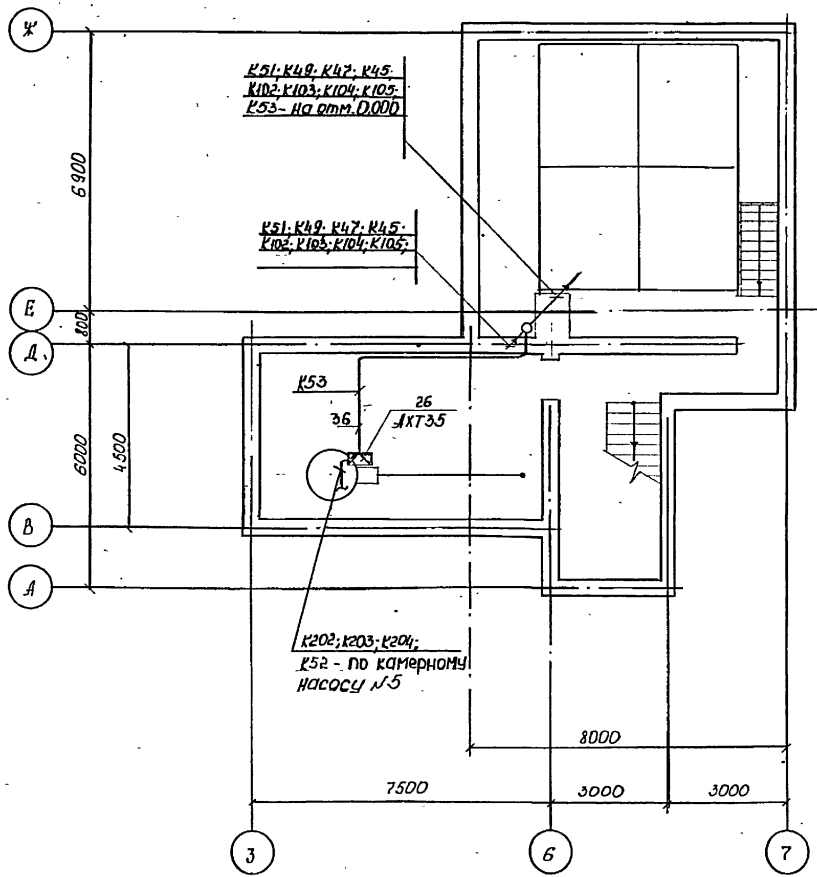 Ж
К51; К49; К47; К45;
К102; К103; К104; К105;
К53 - на отм. 0.000
6900
К51; К49; К47; К45;
К102; К103; К104; К105;
Е
800
Д
К53
26
36
АХТ35
6000
4500
В
А
К202; К203; К204;
К52 - по камерному
насосу №5
8000
7500
3000
3000
3
6
7